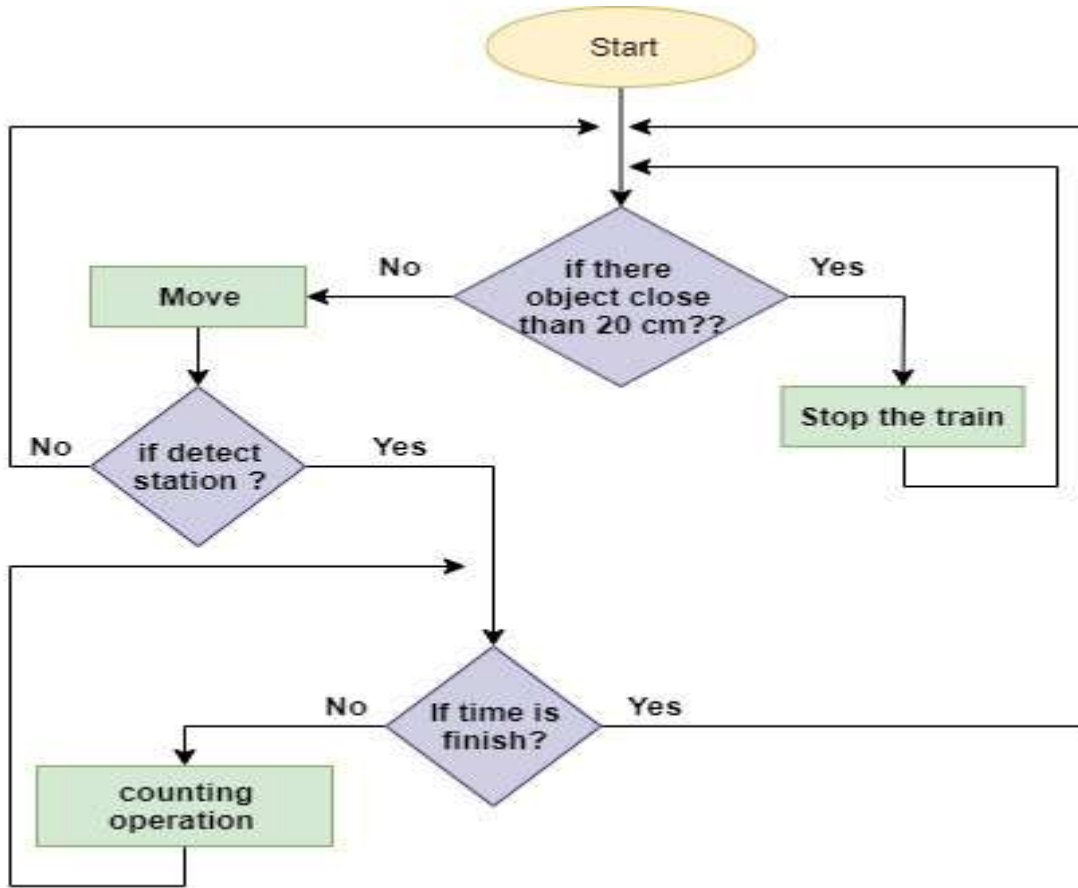 Start
No
Yes
Move
if there
object close
than 20 cm??
Stop the train
No
if detect
station ?
Yes
No
If time is
finish?
Yes
counting
operation